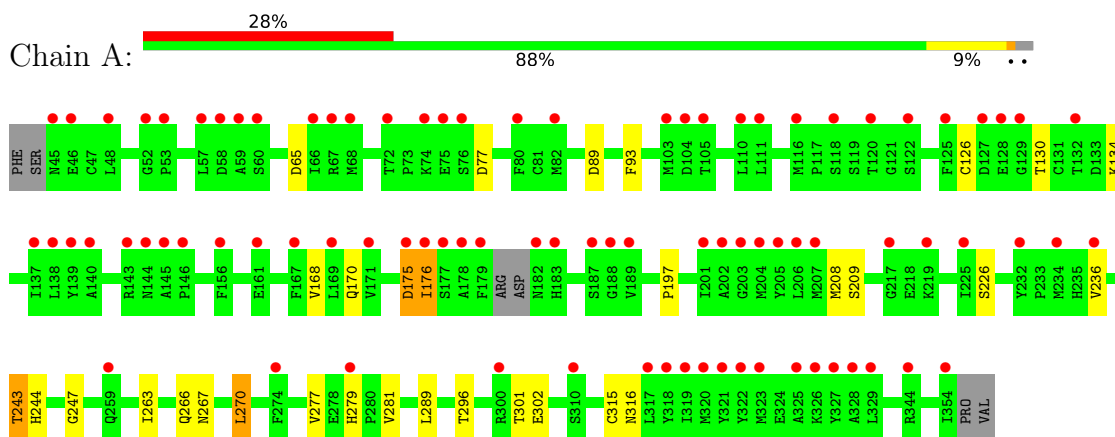 28%
Chain A:
88% 9% • •
PHE SER N45 E46 C47 L48 G52 P53 L57 D58 A59 S60 D65 I66 R67 M68 T72 P73 K74 E75 S76 D77 F80 C81 M82 D89 F93 M103 D104 T105 L110 L111 M116 P117 S118 S119 T120 G121 S122 F125 C126 D127 E128 G129 T130 C131 T132 D133 K134
I137 L138 Y139 A140 R143 N144 A145 P146 F156 E161 F167 V168 L169 Q170 V171 D175 I176 S177 A178 F179 ARG ASP N182 H183 S187 G188 V189 P197 I201 A202 G203 M204 Y205 L206 M207 M208 S209 G217 E218 K219 I225 S226 Y232 P233 M234 H235 V236
T243 H244 G247 Q259 I263 Q266 N267 L270 F274 V277 E278 H279 P280 V281 L289 T296 R300 T301 E302 S310 C315 N316 L317 Y318 I319 M320 Y321 Y322 M323 E324 A325 K326 Y327 A328 L329 R344 I354 PRO VAL